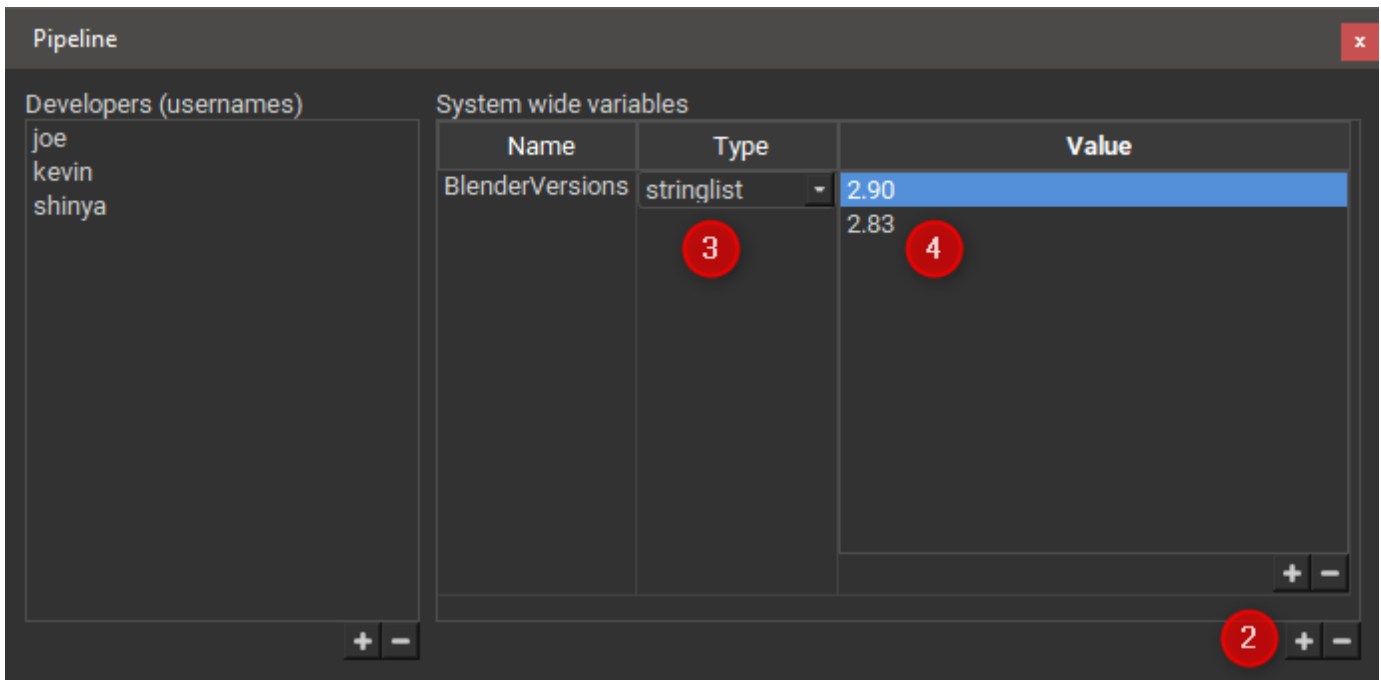 Pipeline
x
Developers (usernames)
joe
kevin
shinya
System wide variables
Name Type Value
BlenderVersions stringlist 2.90
2.83
3
4
2